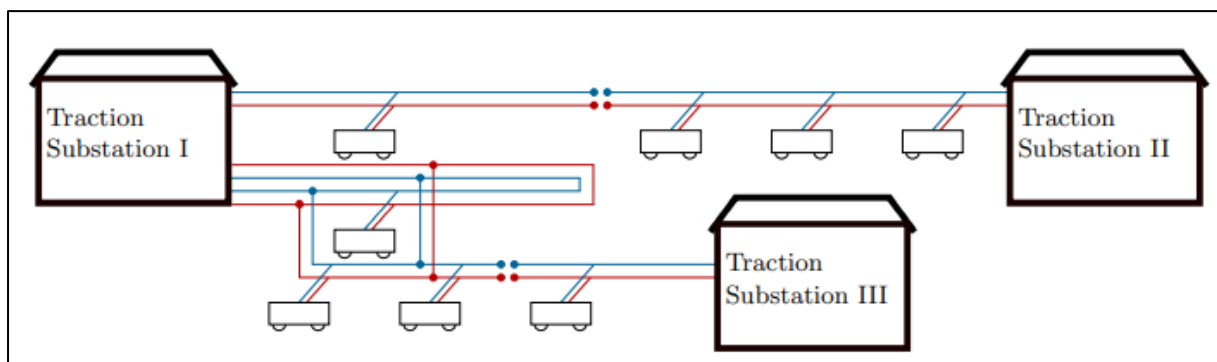 Traction
Substation I
Traction
Substation II
Traction
Substation III